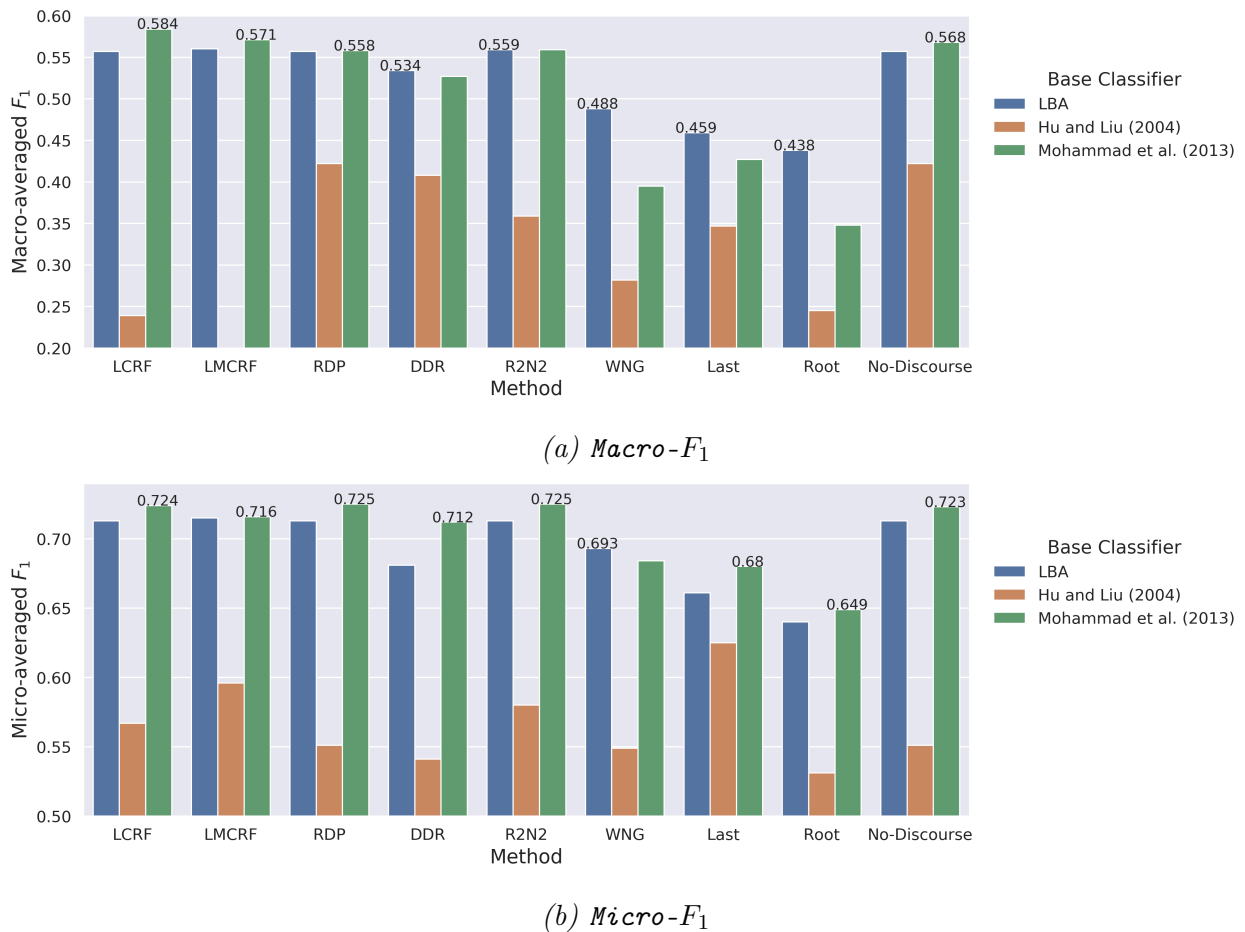 0.60
0.55
0.50
0.45
0.40
0.35
0.30
0.25
0.20
Macro-averaged F1
0.584
0.571
0.558
0.534
0.559
0.488
0.459
0.438
0.568
LCRF LMCRF RDP DDR R2N2 WNG Last Root No-Discourse
Method
Base Classifier
LBA
Hu and Liu (2004)
Mohammad et al. (2013)
(a) Macro-F1
0.70
0.65
0.60
0.55
0.50
Micro-averaged F1
0.724
0.716
0.725
0.712
0.725
0.693
0.68
0.649
0.723
LCRF LMCRF RDP DDR R2N2 WNG Last Root No-Discourse
Method
Base Classifier
LBA
Hu and Liu (2004)
Mohammad et al. (2013)
(b) Micro-F1